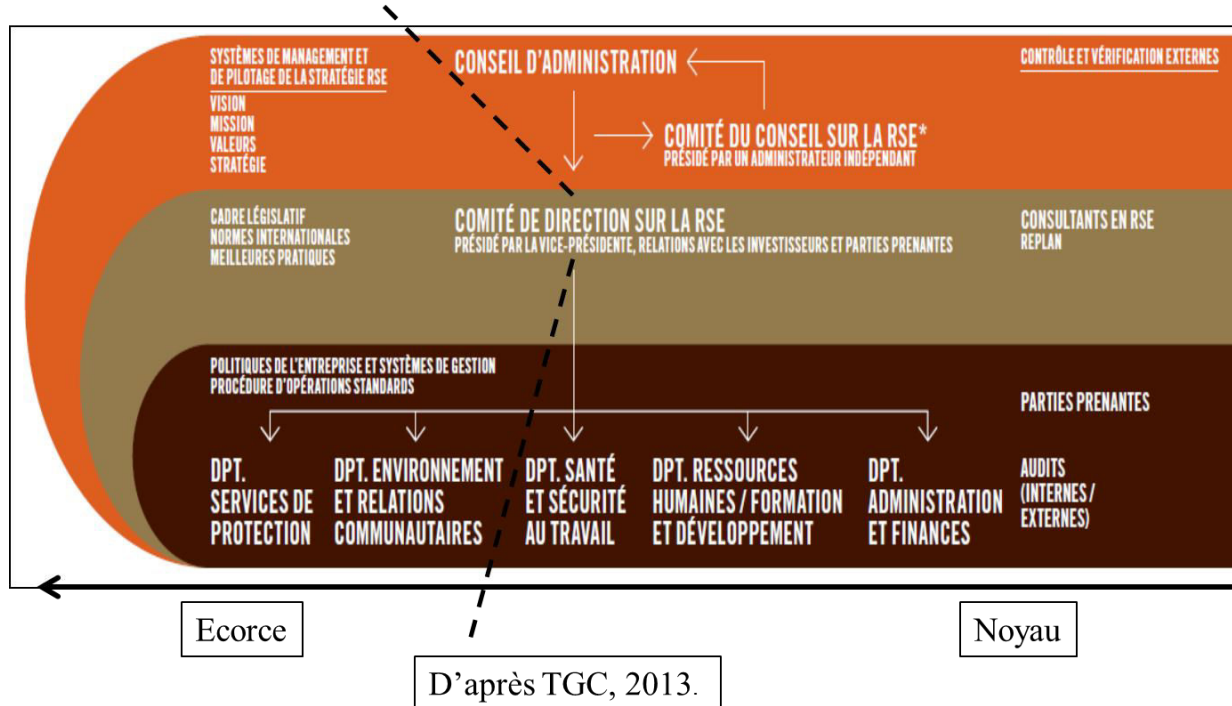 SYSTÈMES DE MANAGEMENT ET
DE PILOTAGE DE LA STRATÉGIE RSE
VISION
MISSION
VALEURS
STRATÉGIE
CONSEIL D'ADMINISTRATION
COMITÉ DU CONSEIL SUR LA RSE*
PRÉSIDÉ PAR UN ADMINISTRATEUR INDÉPENDANT
CONTRÔLE ET VÉRIFICATION EXTERNES
CADRE LÉGISLATIF
NORMES INTERNATIONALES
MEILLEURES PRATIQUES
COMITÉ DE DIRECTION SUR LA RSE
PRÉSIDÉ PAR LA VICE-PRÉSIDENTE, RELATIONS AVEC LES INVESTISSEURS ET PARTIES PRENANTES
CONSULTANTS EN RSE
REPLAN
POLITIQUES DE L'ENTREPRISE ET SYSTÈMES DE GESTION
PROCÉDURE D'OPÉRATIONS STANDARDS
PARTIES PRENANTES
DPT.
SERVICES DE
PROTECTION
DPT. ENVIRONNEMENT
ET RELATIONS
COMMUNAUTAIRES
DPT. SANTÉ
ET SÉCURITÉ
AU TRAVAIL
DPT. RESSOURCES
HUMAINES / FORMATION
ET DÉVELOPPEMENT
DPT.
ADMINISTRATION
ET FINANCES
AUDITS
(INTERNES /
EXTERNES)
Ecorce
Noyau
D'après TGC, 2013.